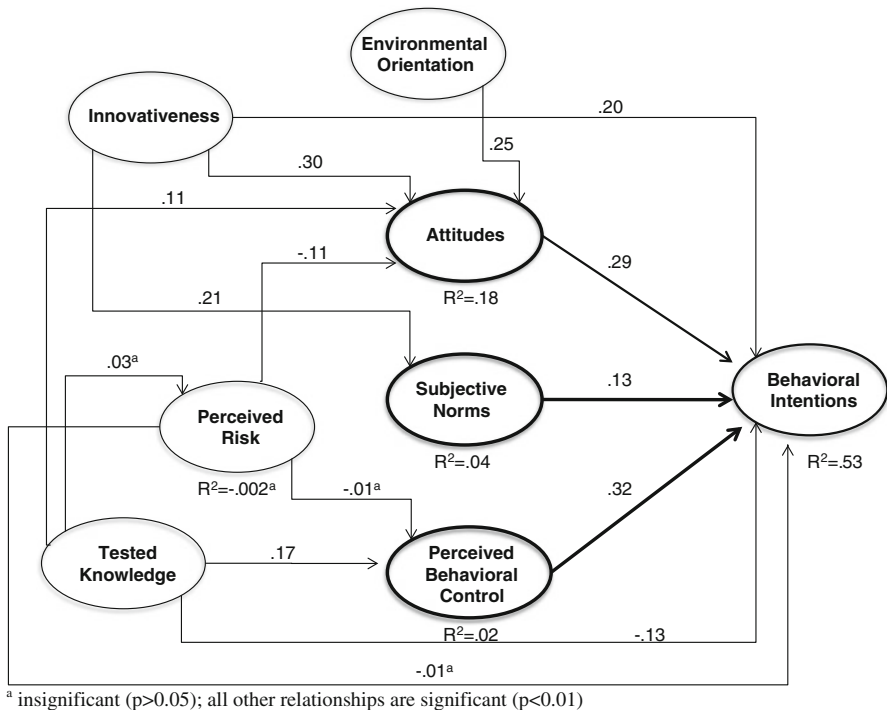 Environmental
Orientation
Innovativeness
.20
.25
.30
.11
Attitudes
-.11
.29
R²=.18
.21
.03ᵃ
Subjective
Norms
.13
Behavioral
Intentions
Perceived
Risk
R²=.04
R²=.53
R²=-.002ᵃ
-.01ᵃ
.32
Tested
Knowledge
.17
Perceived
Behavioral
Control
R²=.02
-.13
-.01ᵃ
ᵃ insignificant (p>0.05); all other relationships are significant (p<0.01)